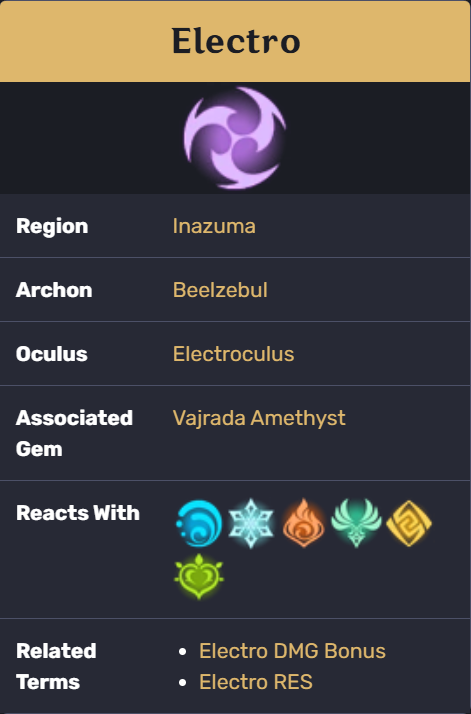 Electro
Region Inazuma
Archon Beelzebul
Oculus Electroculus
Associated Vajrada Amethyst
Gem
Reacts With
Related • Electro DMG Bonus
Terms • Electro RES